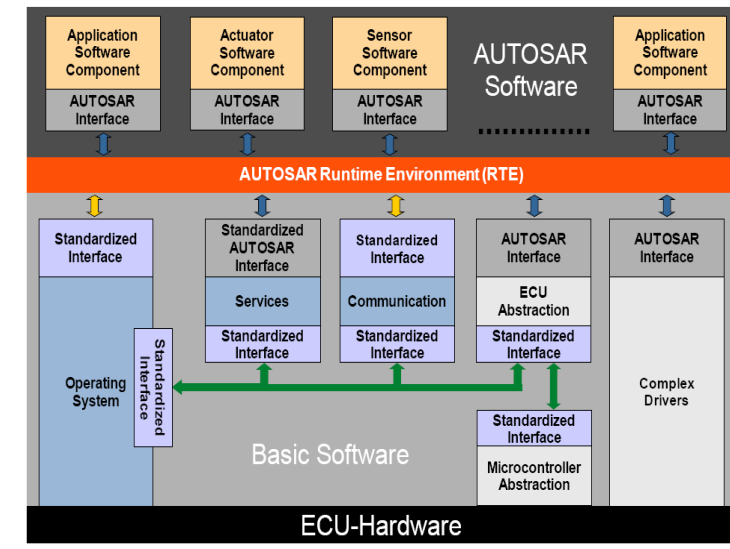 Application
Software
Component
AUTOSAR
Interface
Actuator
Software
Component
AUTOSAR
Interface
Sensor
Software
Component
AUTOSAR
Interface
AUTOSAR
Software
Application
Software
Component
AUTOSAR
Interface
AUTOSAR Runtime Environment (RTE)
Standardized
Interface
Operating
System
Standardized
Interface
Standardized
AUTOSAR
Interface
Services
Standardized
Interface
Standardized
Interface
Communication
Standardized
Interface
AUTOSAR
Interface
ECU
Abstraction
Standardized
Interface
Standardized
Interface
Microcontroller
Abstraction
AUTOSAR
Interface
Complex
Drivers
Basic Software
ECU-Hardware